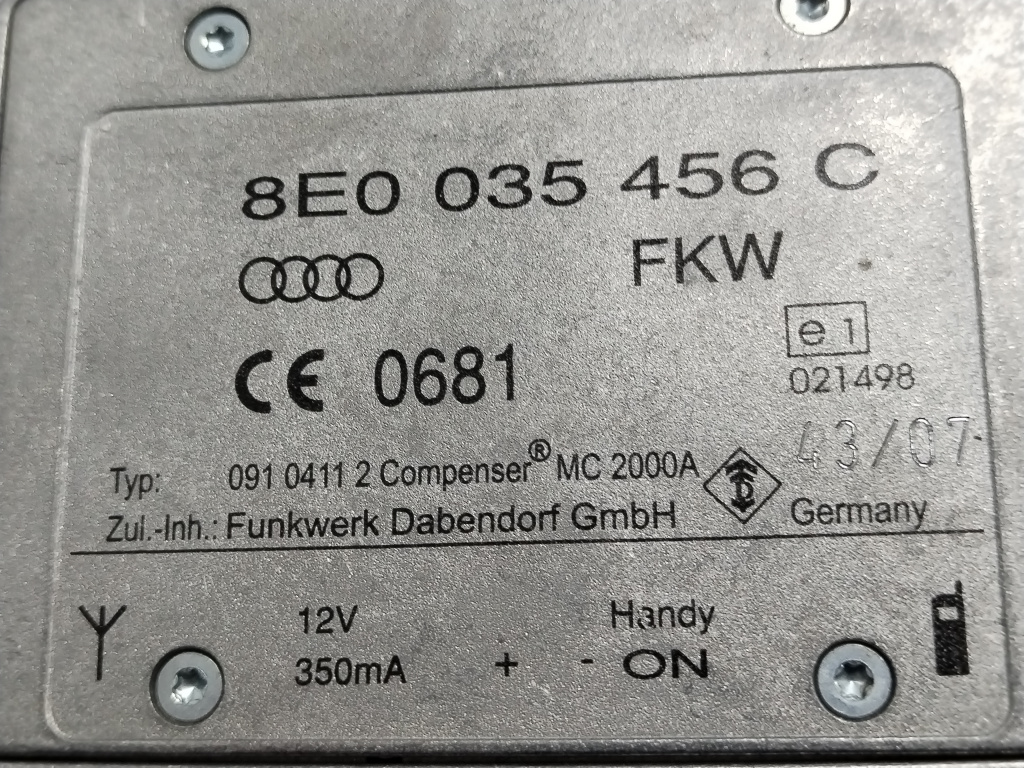 8E0 035 456 C
FKW
e 1
CE 0681
021498
43/07
Typ: 091 0411 2 Compenser® MC 2000A
Zul.-Inh.: Funkwerk Dabendorf GmbH
Germany
12V
Handy
350mA + - ON